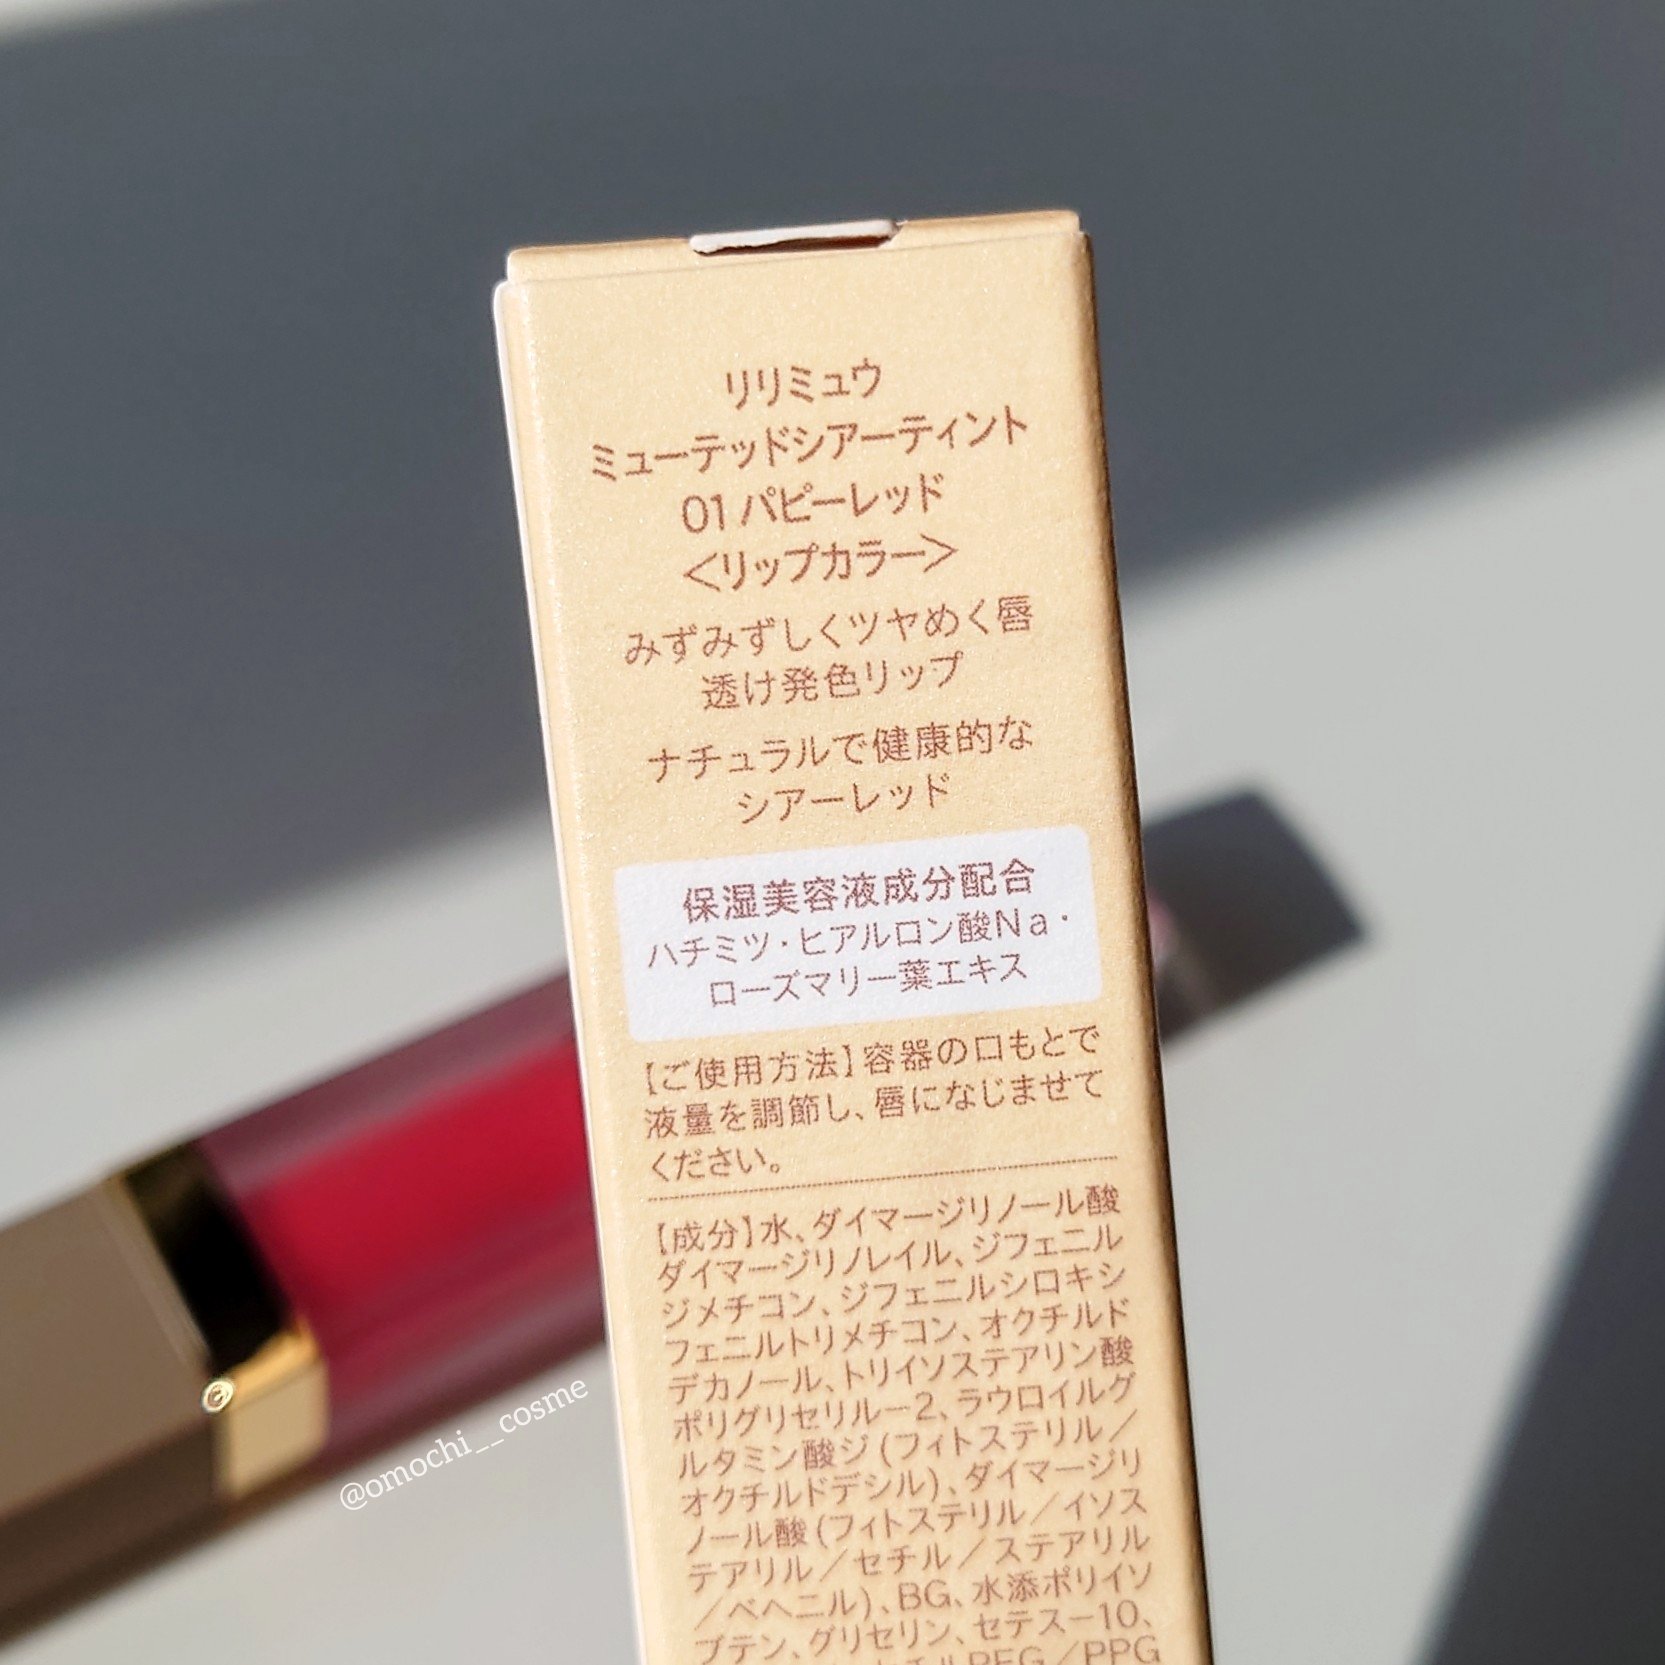 リリミュウ
ミューテッドシアーティント
01 パピーレッド
<リップカラー>
みずみずしくツヤめく唇
透け発色リップ
ナチュラルで健康的な
シアーレッド
保湿美容液成分配合
ハチミツ・ヒアルロン酸Na・
ローズマリー葉エキス
【ご使用方法】容器の口もとで
液量を調節し、唇になじませて
ください。
【成分】水、ダイマージリノール酸
ダイマージリノレイル、ジフェニル
ジメチコン、ジフェニルシロキシ
フェニルトリメチコン、オクチルド
デカノール、トリイソステアリン酸
ポリグリセリル-2、ラウロイルグ
ルタミン酸ジ(フィトステリル/
オクチルドデシル)、ダイマージリ
ノール酸(フィトステリル/イソス
テアリル/セチル/ステアリル
/ベヘニル)、BG、水添ポリイソ
ブテン、グリセリン、セテス-10、
チルPEG/PPG
@omochi__cosme